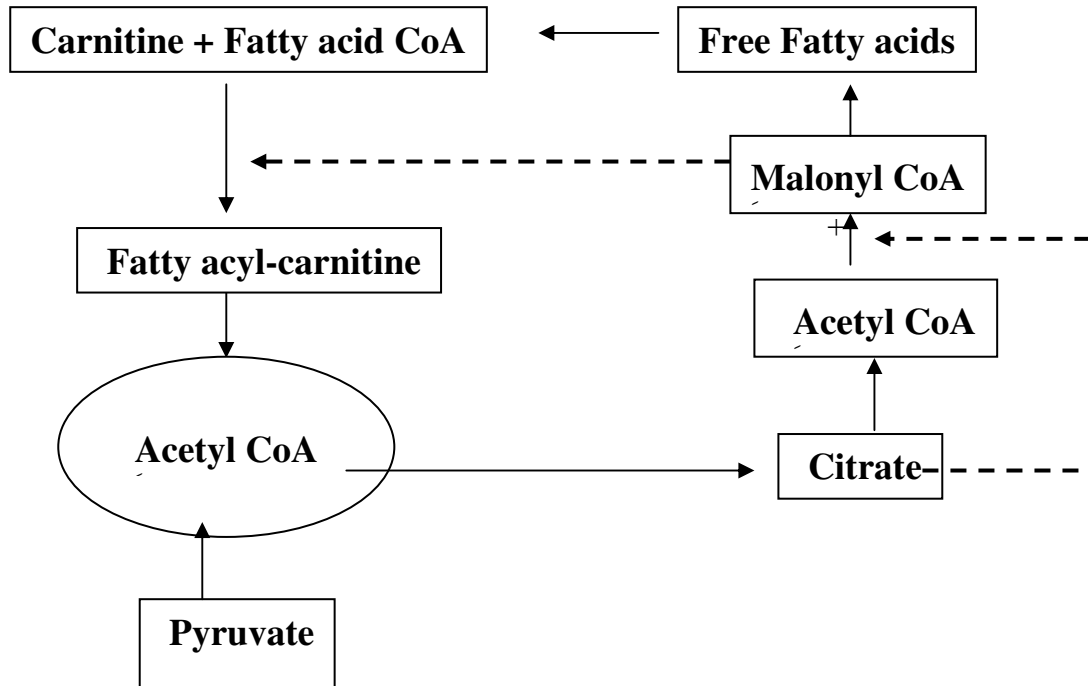 Carnitine + Fatty acid CoA
Free Fatty acids
Malonyl CoA
+
Fatty acyl-carnitine
Acetyl CoA
Acetyl CoA
Citrate
Pyruvate